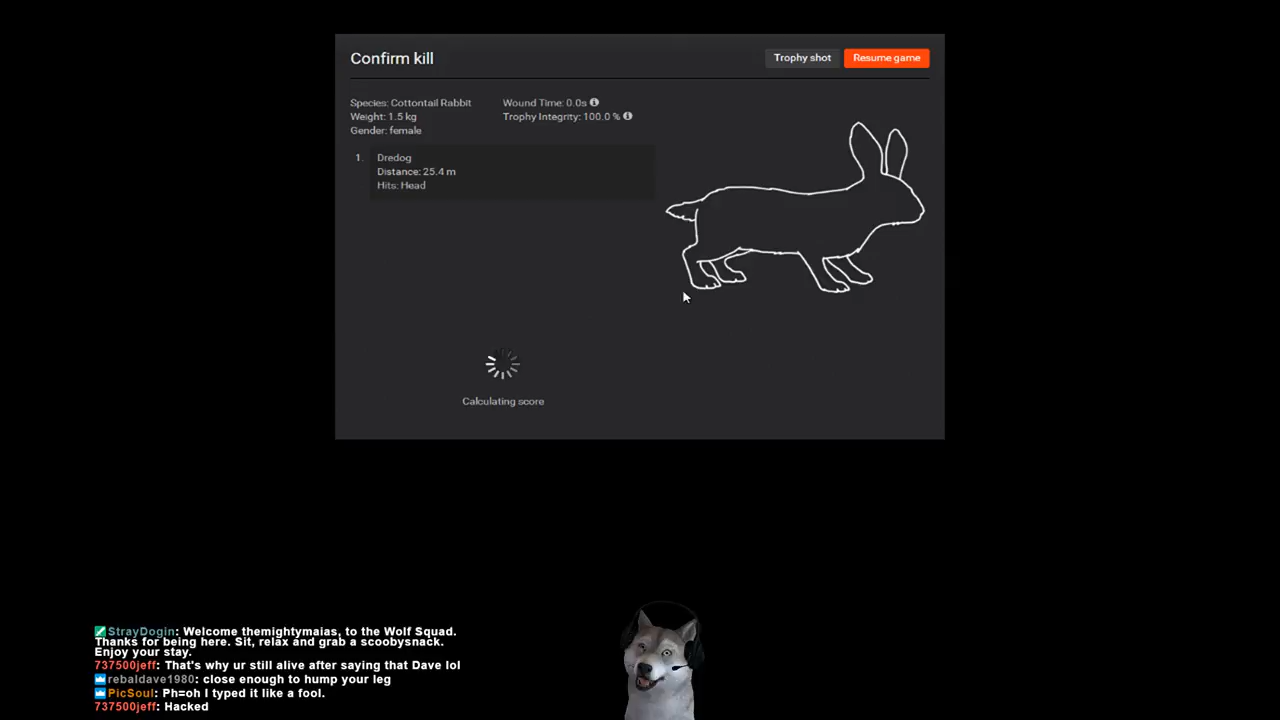 Confirm kill
Trophy shot
Resume game
Species: Cottontail Rabbit
Weight: 1.5 kg
Gender: female
Wound Time: 0.0s
Trophy Integrity: 100.0 %
1.
Dredog
Distance: 25.4 m
Hits: Head
Calculating score
StrayDogin: Welcome themightymaias, to the Wolf Squad.
Thanks for being here. Sit, relax and grab a scoobysnack.
Enjoy your stay.
737500jeff: That's why ur still alive after saying that Dave lol
rebaldave1980: close enough to hump your leg
PicSoul: Ph=oh I typed it like a fool.
737500jeff: Hacked